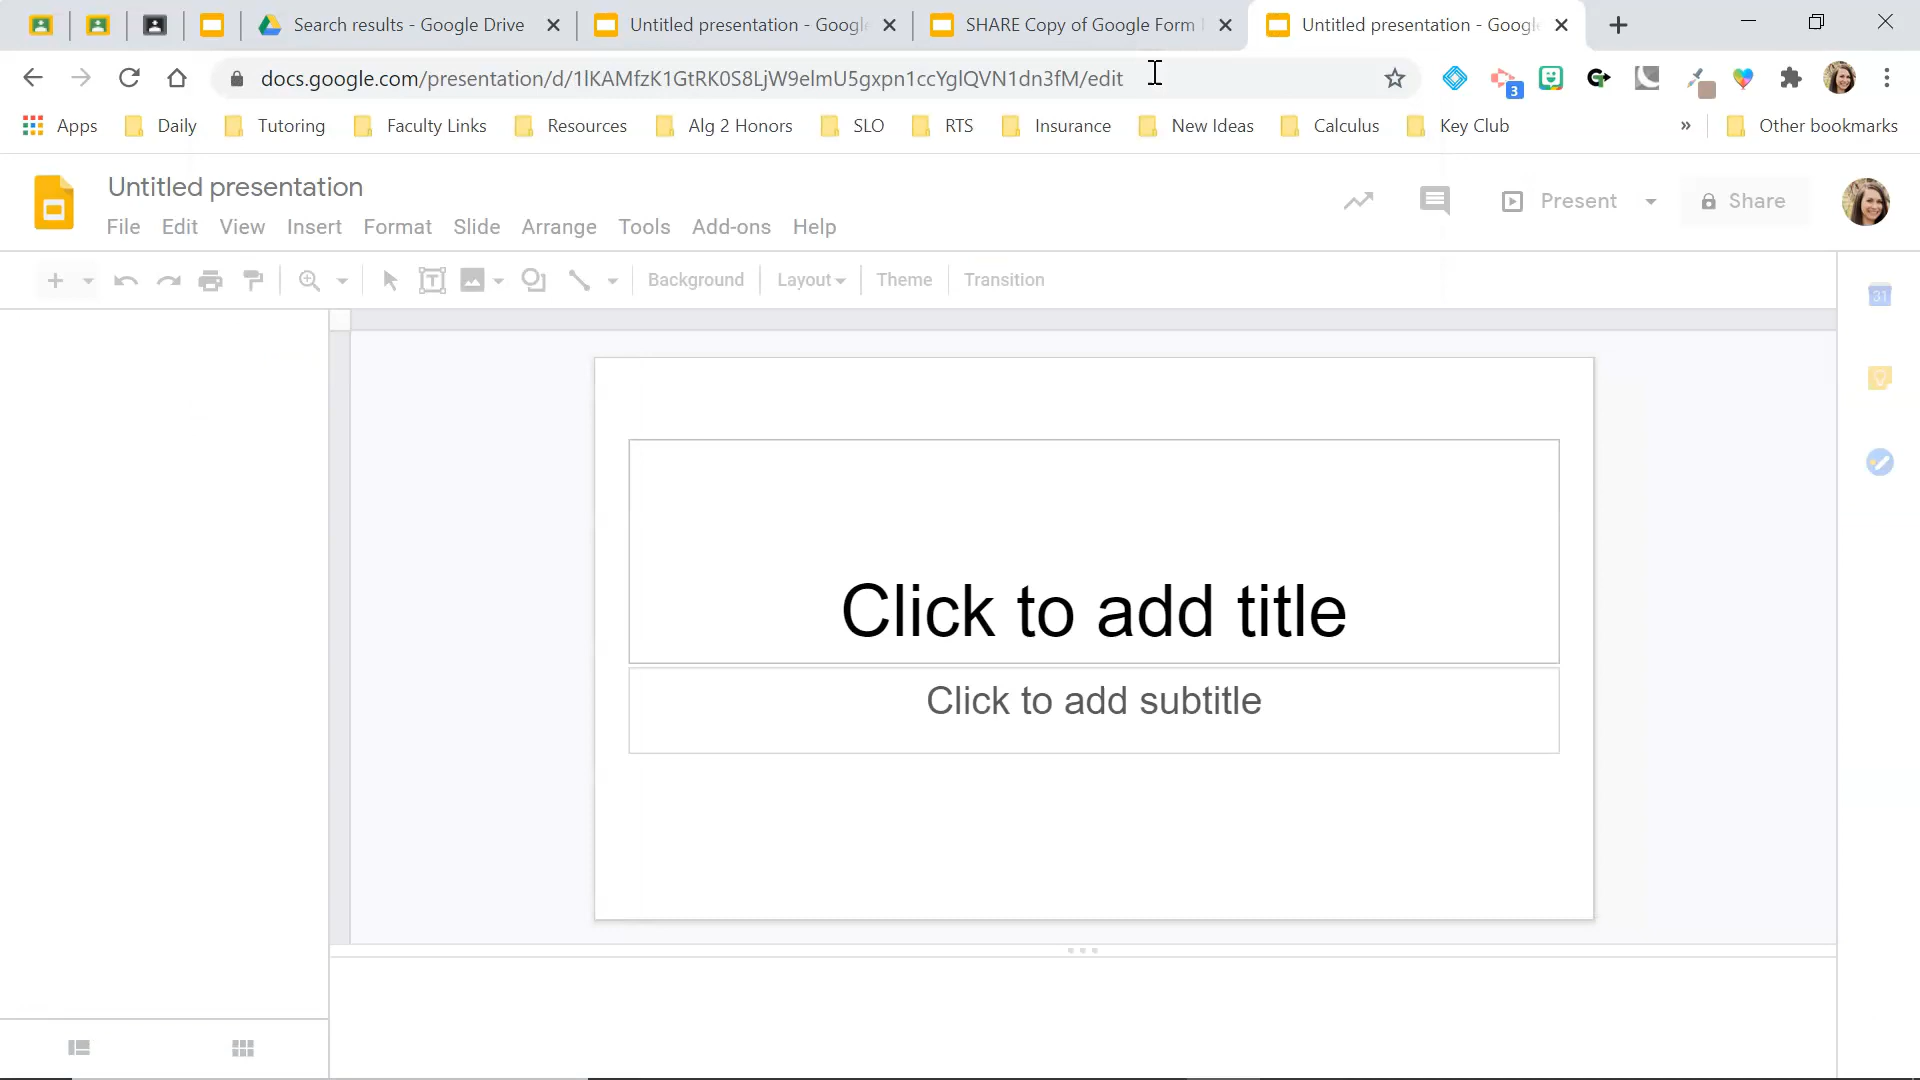 Search results - Google Drive
Untitled presentation - Googl
SHARE Copy of Google Form
Untitled presentation - Google
docs.google.com/presentation/d/1lKAMfzK1GtRK0S8LjW9elmU5gxpn1ccYglQVN1dn3fM/edit
3
Apps Daily Tutoring Faculty Links Resources Alg 2 Honors SLO RTS Insurance New Ideas Calculus Key Club » Other bookmarks
Untitled presentation
File Edit View Insert Format Slide Arrange Tools Add-ons Help
Present
Share
Background Layout Theme Transition
31
Click to add title
Click to add subtitle